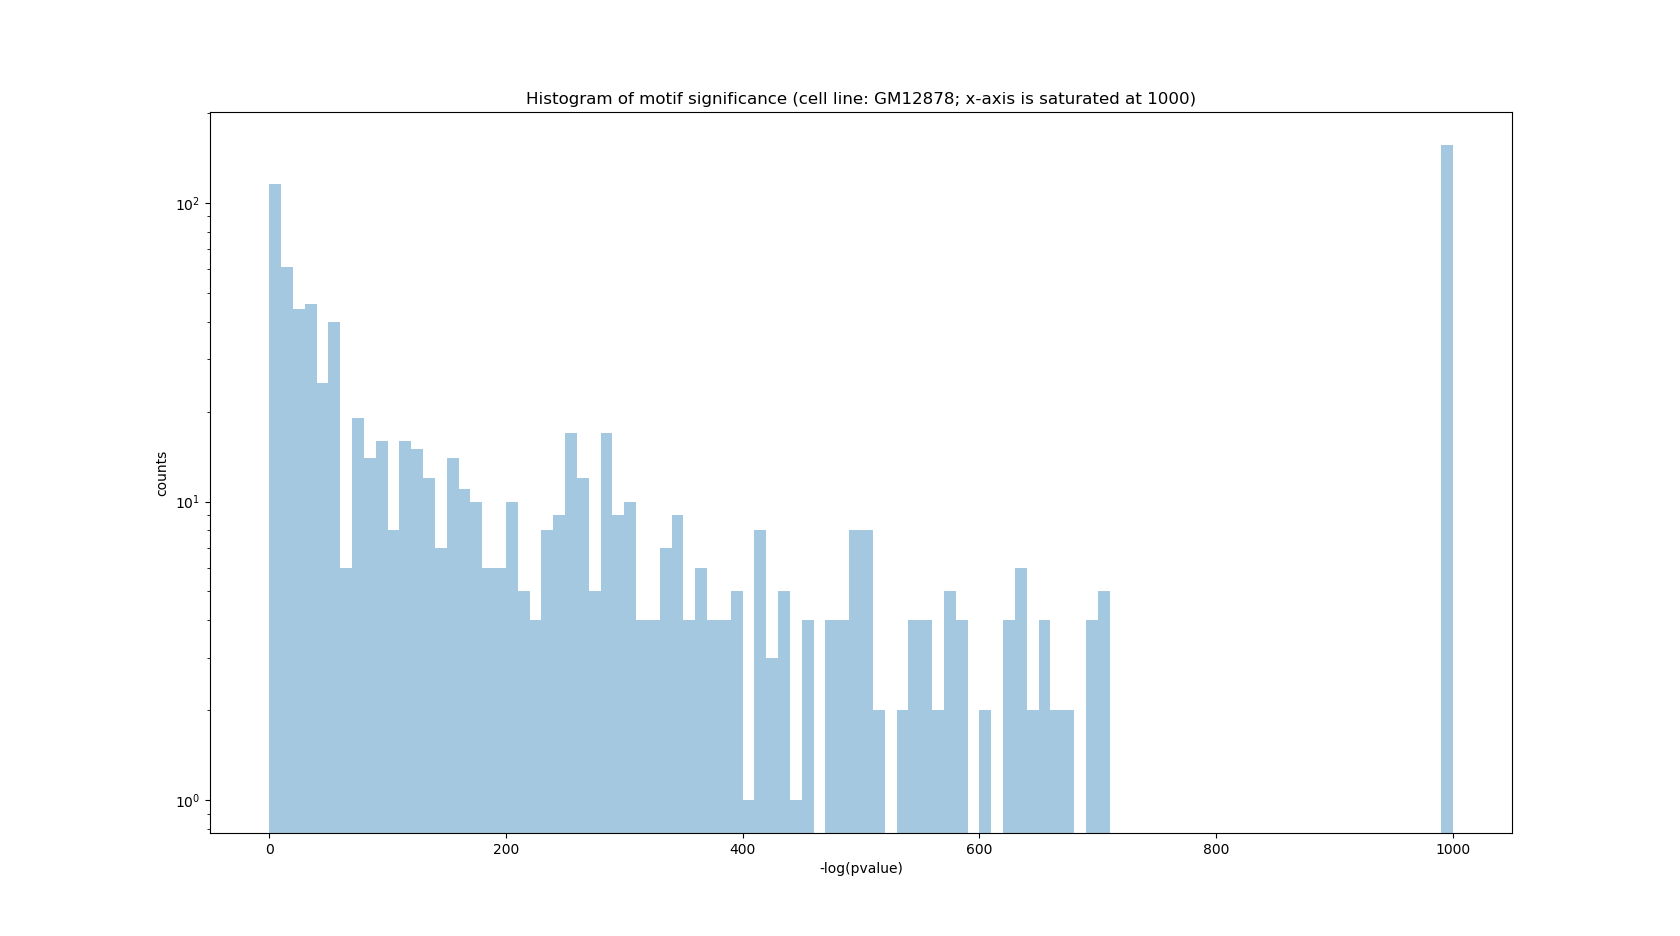 Histogram of motif significance (cell line: GM12878; x-axis is saturated at 1000)
10²
10¹
10⁰
counts
0 200 400 600 800 1000
-log(pvalue)